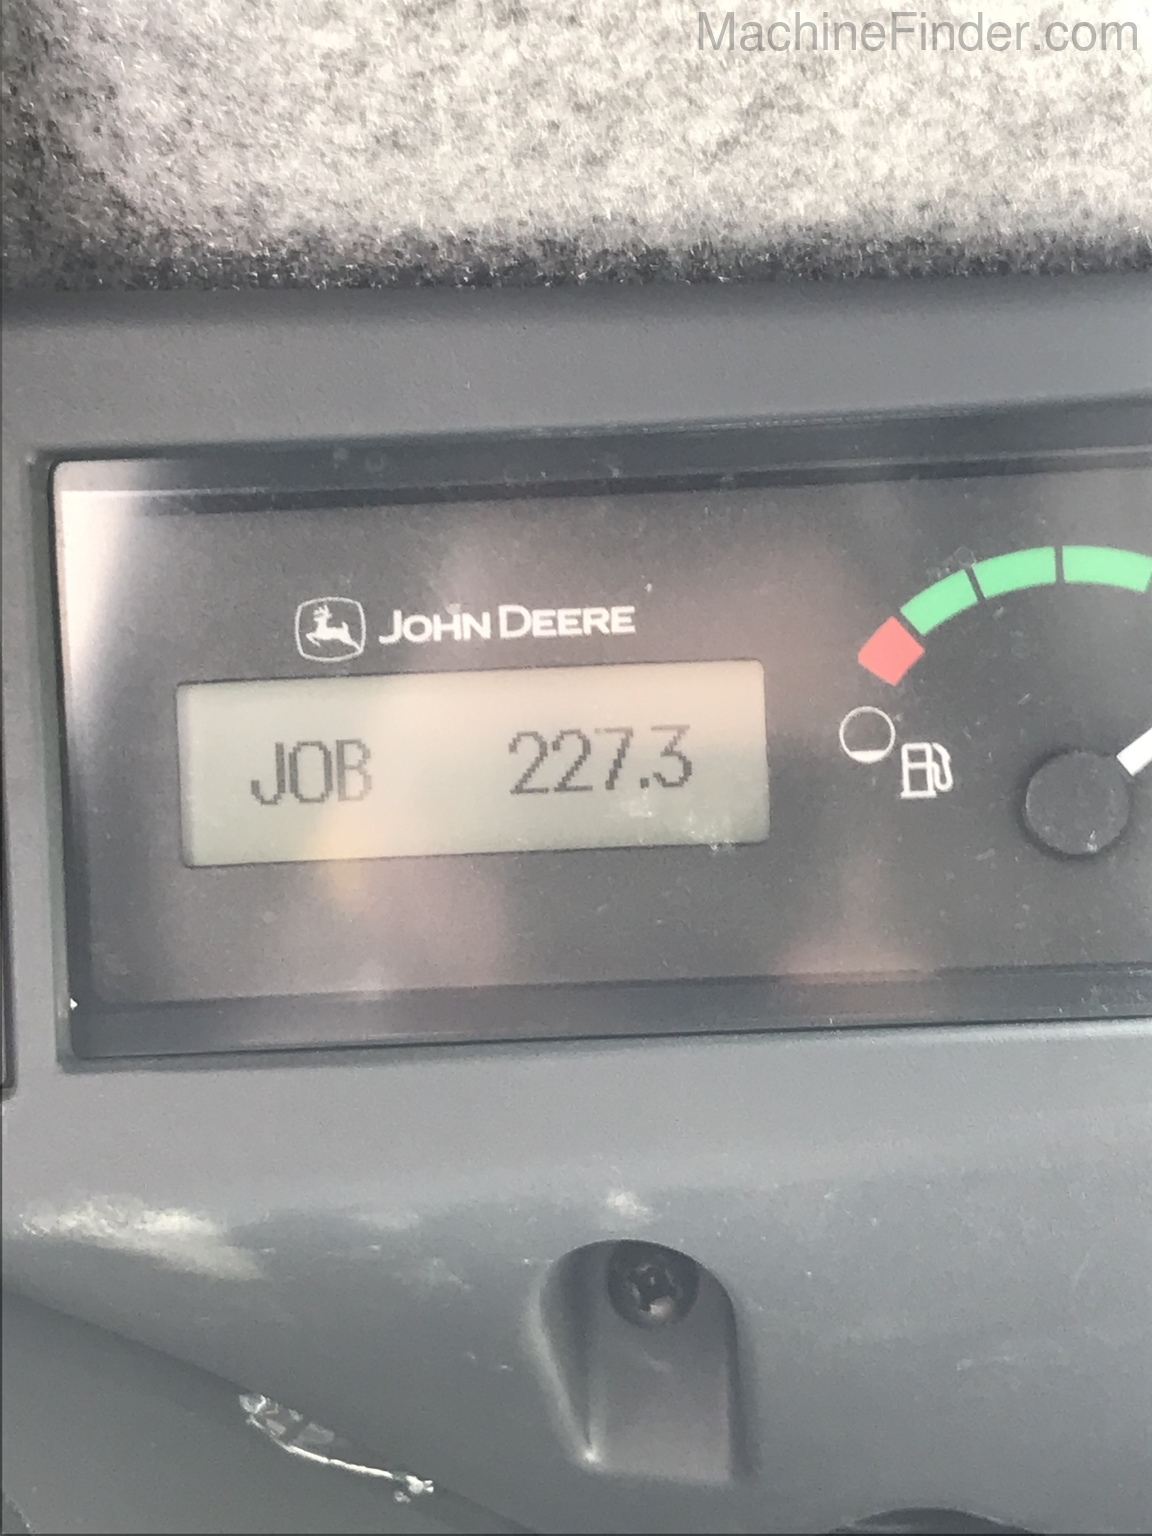 MachineFinder.com
JOHN DEERE
JOB 227.3